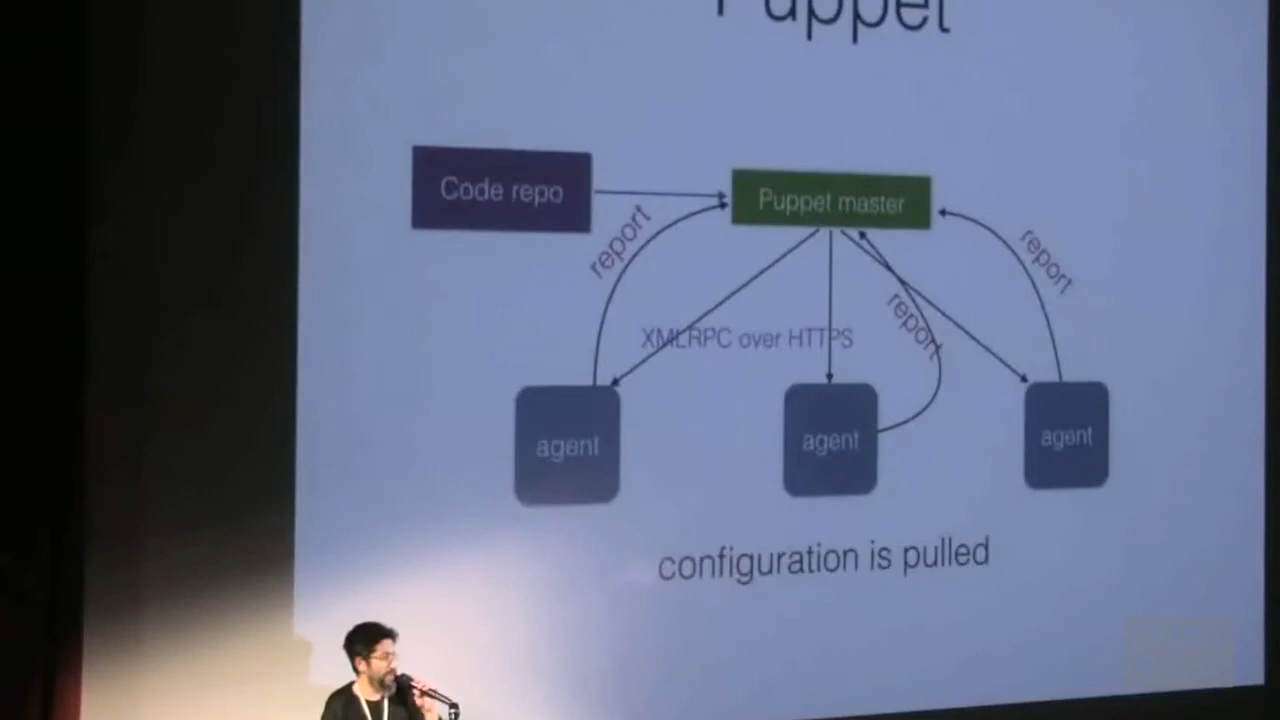 Puppet
Code repo
Puppet master
report
report
report
XMLRPC over HTTPS
agent
agent
agent
configuration is pulled